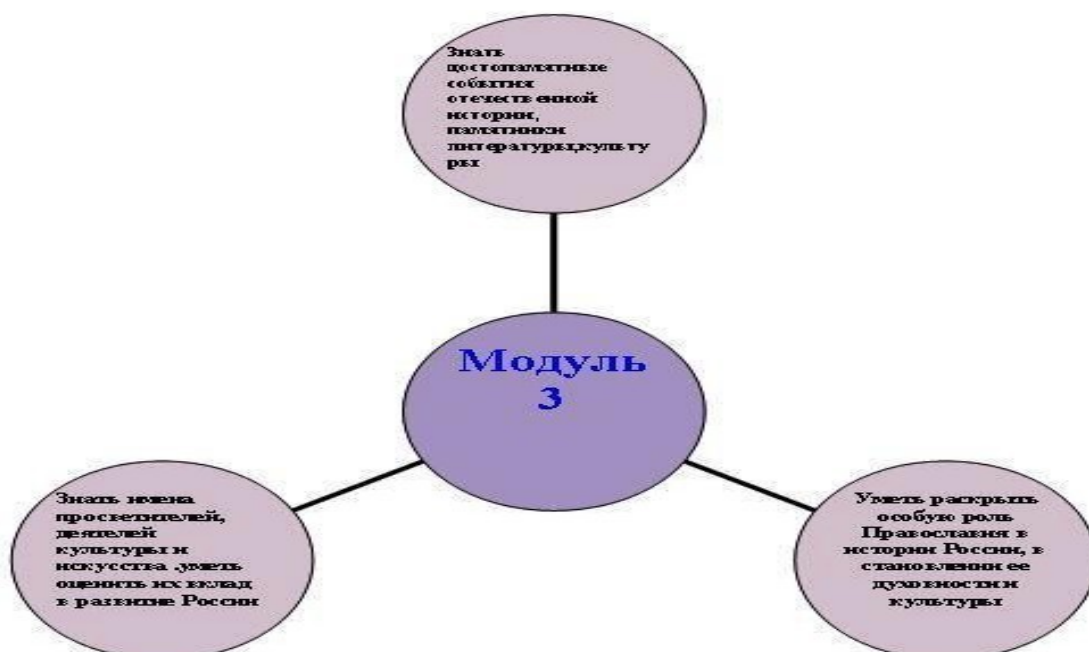 Знать
достопамятные
события
отечественной
истории,
памятники
литературы,культу
ры
Модуль
3
Знать имена
просветителей,
деятелей
культуры и
искусства .уметь
оценить их вклад
в развитие России
Уметь раскрыть
особую роль
Православия в
истории России, в
становлении ее
духовности и
культуры